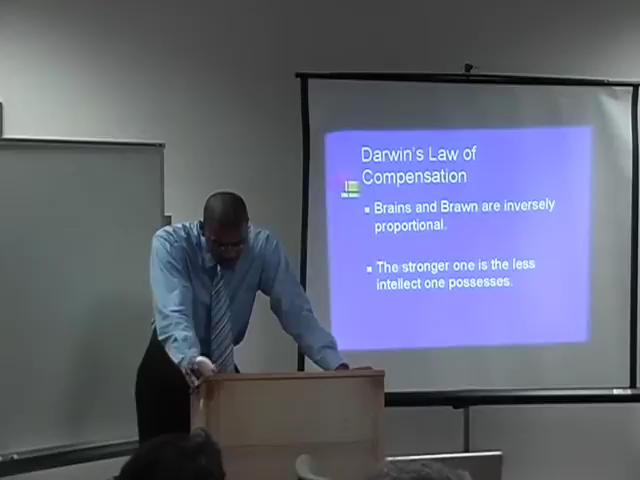 Darwin's Law of
Compensation
Brains and Brawn are inversely
proportional.
The stronger one is the less
intellect one possesses.